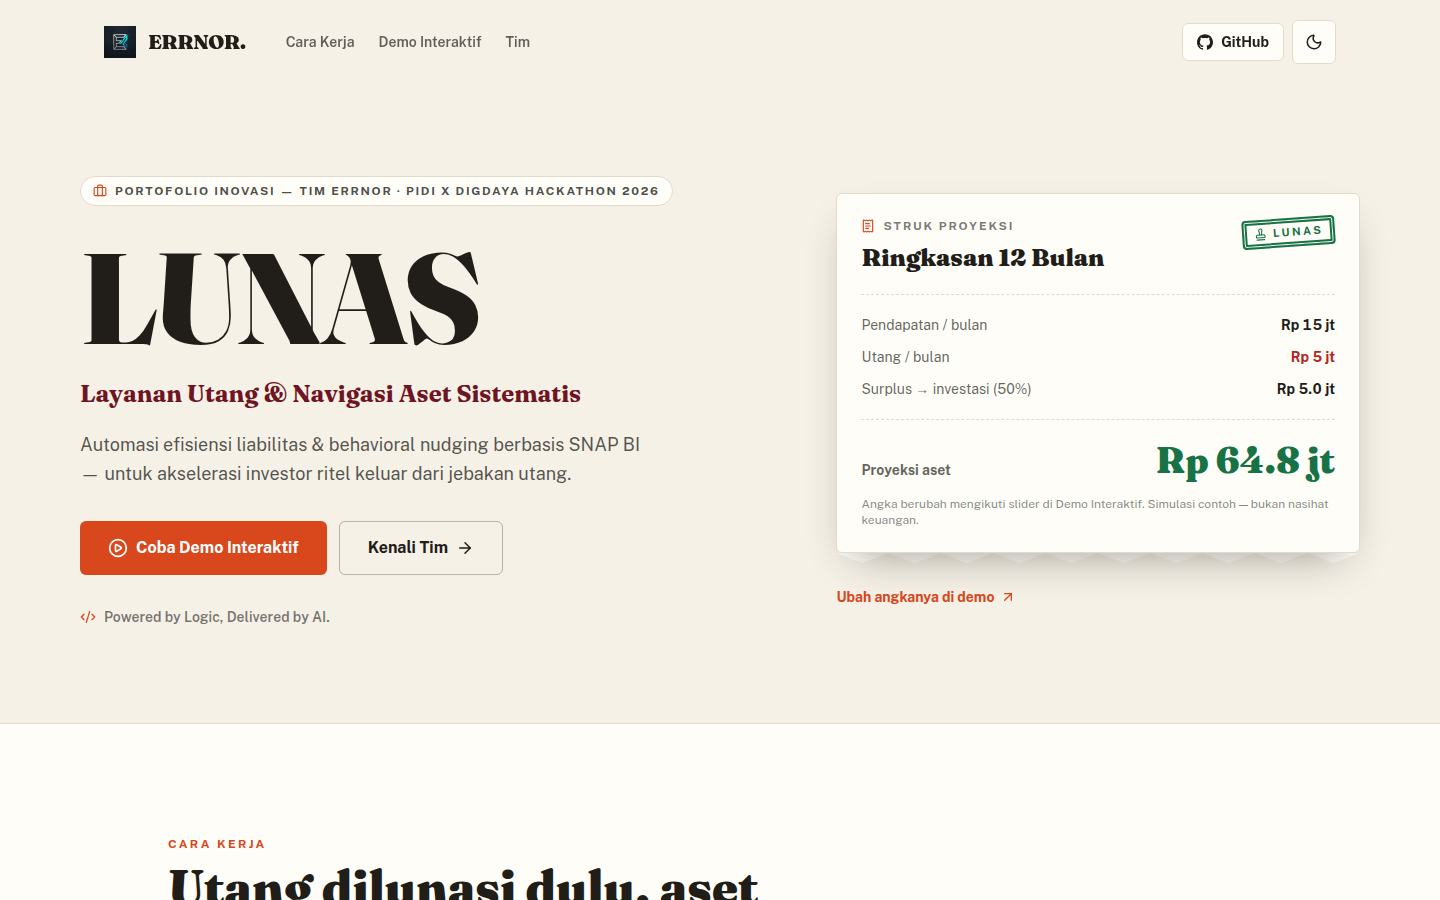 ERRNOR.
Cara Kerja
Demo Interaktif
Tim
GitHub
PORTOFOLIO INOVASI — TIM ERRNOR · PIDI X DIGDAYA HACKATHON 2026
LUNAS
Layanan Utang & Navigasi Aset Sistematis
Automasi efisiensi liabilitas & behavioral nudging berbasis SNAP BI
— untuk akselerasi investor ritel keluar dari jebakan utang.
Coba Demo Interaktif
Kenali Tim →
Powered by Logic, Delivered by AI.
STRUK PROYEKSI
LUNAS
Ringkasan 12 Bulan
Pendapatan / bulan Rp 15 jt
Utang / bulan Rp 5 jt
Surplus → investasi (50%) Rp 5.0 jt
Proyeksi aset Rp 64.8 jt
Angka berubah mengikuti slider di Demo Interaktif. Simulasi contoh — bukan nasihat
keuangan.
Ubah angkanya di demo
CARA KERJA
Utang dilunasi dulu, aset